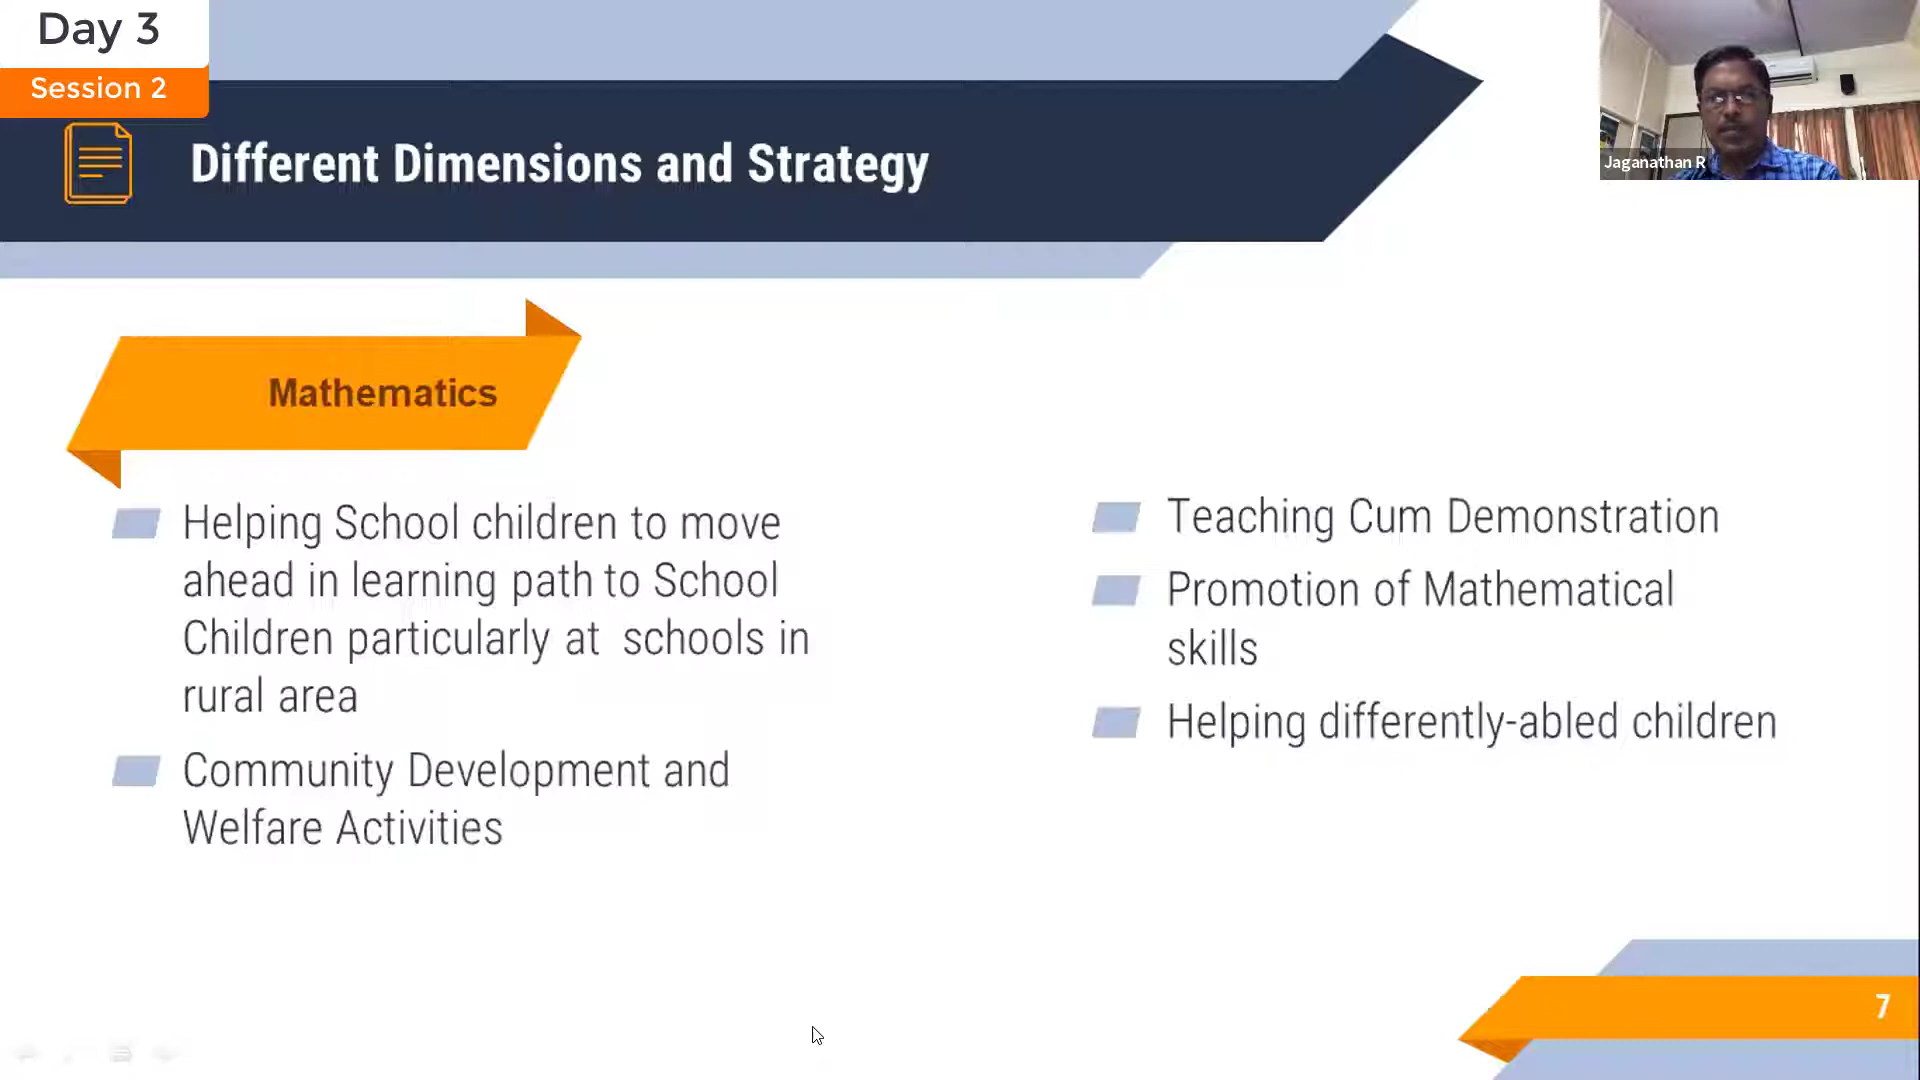 Day 3
Session 2
Different Dimensions and Strategy
Jaganathan R
Mathematics
Helping School children to move
ahead in learning path to School
Children particularly at schools in
rural area
Community Development and
Welfare Activities
Teaching Cum Demonstration
Promotion of Mathematical
skills
Helping differently-abled children
7